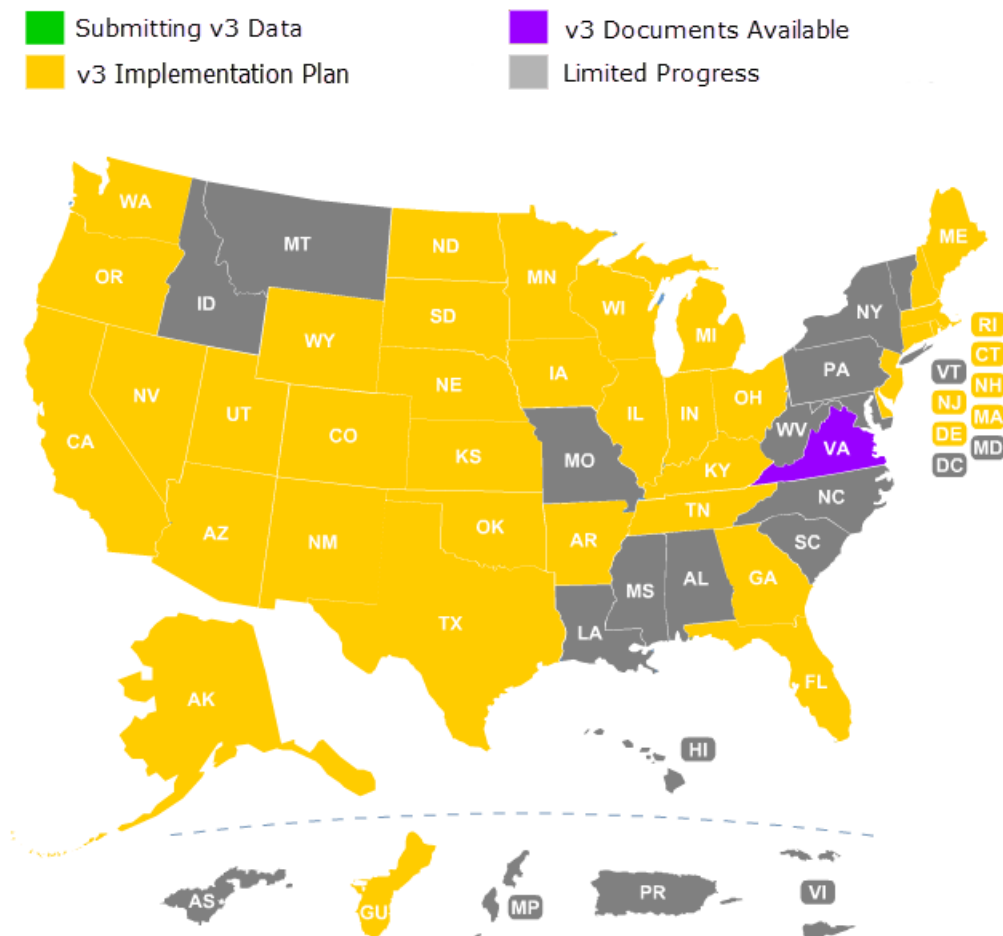 Submitting v3 Data
v3 Documents Available
v3 Implementation Plan
Limited Progress
WA
MT
ND
ME
MN
OR
ID
SD
WI
NY
MI
RI
WY
CT
PA
VT
IA
NE
NH
NV
OH
NJ
UT
IL
IN
MA
CO
WV
DE
CA
VA
MD
KS
MO
DC
KY
NC
TN
OK
AZ
NM
AR
SC
GA
MS
AL
TX
LA
FL
AK
HI
AS
GU
MP
PR
VI